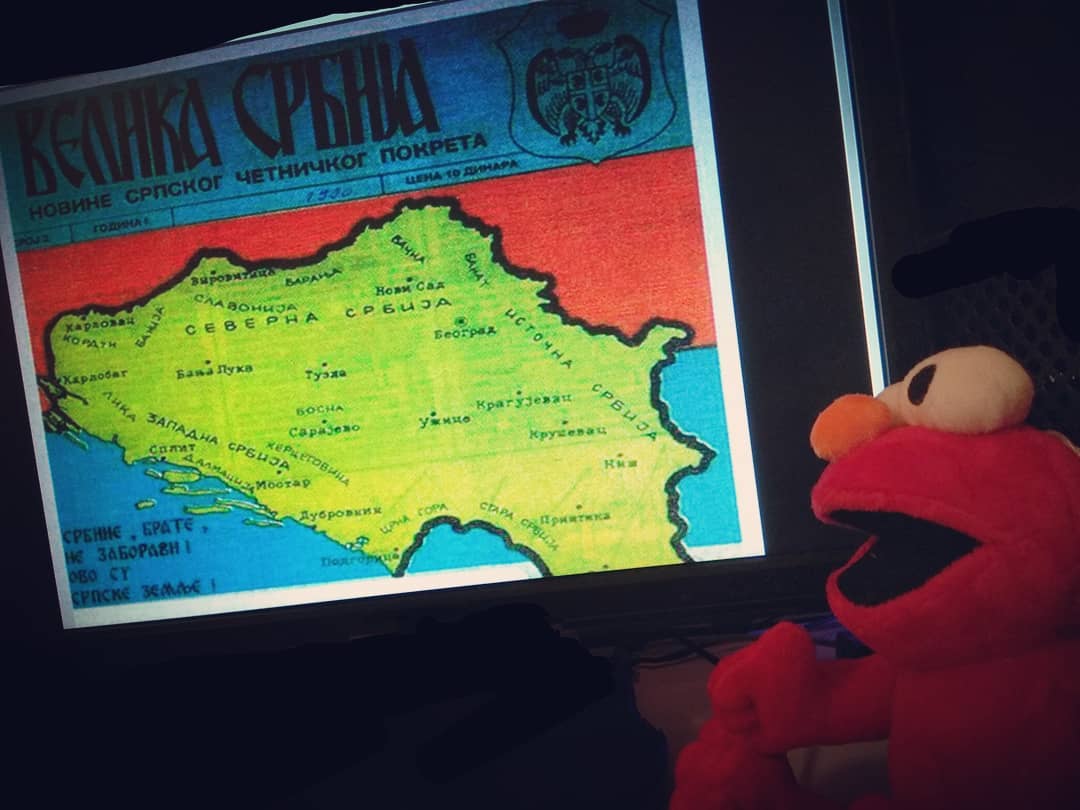 ВЕЛИКА СРБИЈА
НОВИНЕ СРПСКОГ ЧЕТНИЧКОГ ПОКРЕТА
ГОДИНА
1990
ЦЕНА 10 ДИНАРА
Вировитица
БАРАЊА
БАЧКА
БАНАТ
Нови Сад
СЛАВОНИЈА
СЕВЕРНА СРБИЈА
Карловац
КОРДУН
БАНИЈА
Београд
ИСТОЧНА СРБИЈА
Карлобаг
Бања Лука
Тузла
ЛИКА
ЗАПАДНА СРБИЈА
БОСНА
Сарајево
Ужице
Крагујевац
Крушевац
Сплит
ДАЛМАЦИЈА
ХЕРЦЕГОВИНА
Мостар
Ниш
Дубровник
ЦРНА ГОРА
СТАРА СРБИЈА
Приштина
Подгорица
СРБИНЕ, БРАТЕ,
НЕ ЗАБОРАВИ!
ОВО СУ
СРПСКЕ ЗЕМЉЕ!